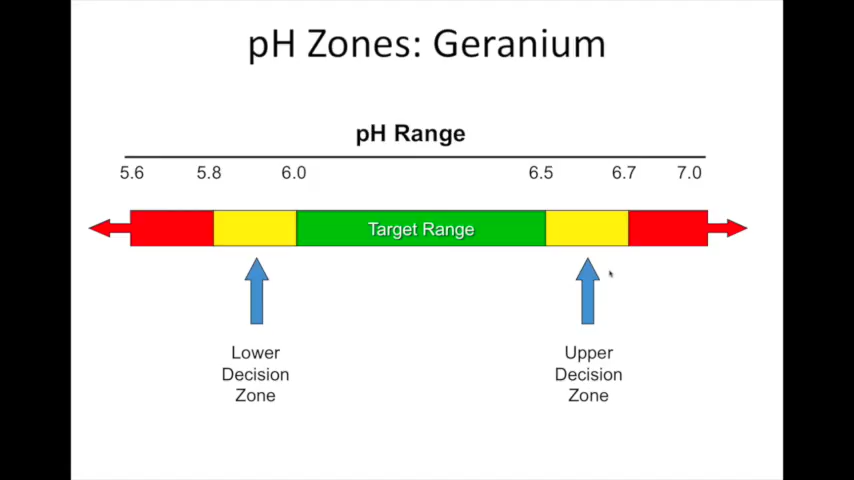 pH Zones: Geranium
pH Range
5.6 5.8 6.0 6.5 6.7 7.0
Target Range
Lower
Decision
Zone
Upper
Decision
Zone